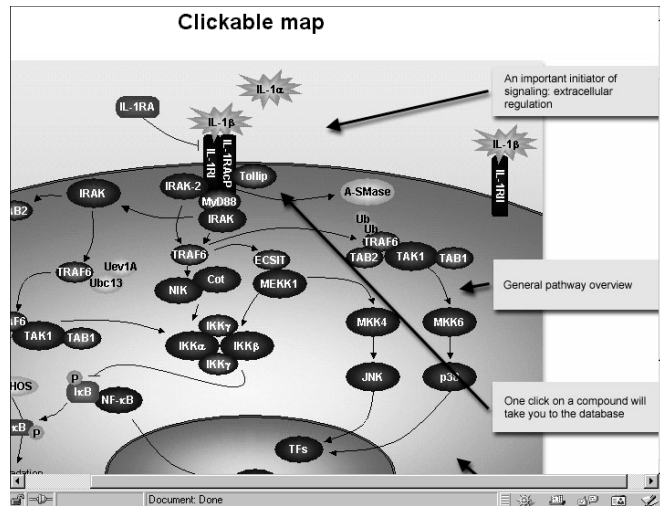 Clickable map
IL-1α
IL-1RA
IL-1β
IL-1RI
IL-1RAcP
Tollip
An important initiator of
signaling: extracellular
regulation
IL-1β
IL-1RII
IRAK
IRAK-2
MyD88
IRAK
A-SMase
Ub
Ub
TRAF6
TAB2
TAK1
TAB1
TRAF6
ECSIT
TRAF6
Uev1A
Ubc13
NIK
Cot
MEKK1
General pathway overview
TAK1
TAB1
IKKγ
IKKα
IKKβ
IKKγ
MKK4
MKK6
P
IκB
NF-κB
JNK
p38
One click on a compound will
take you to the database
P
TFs
Document: Done